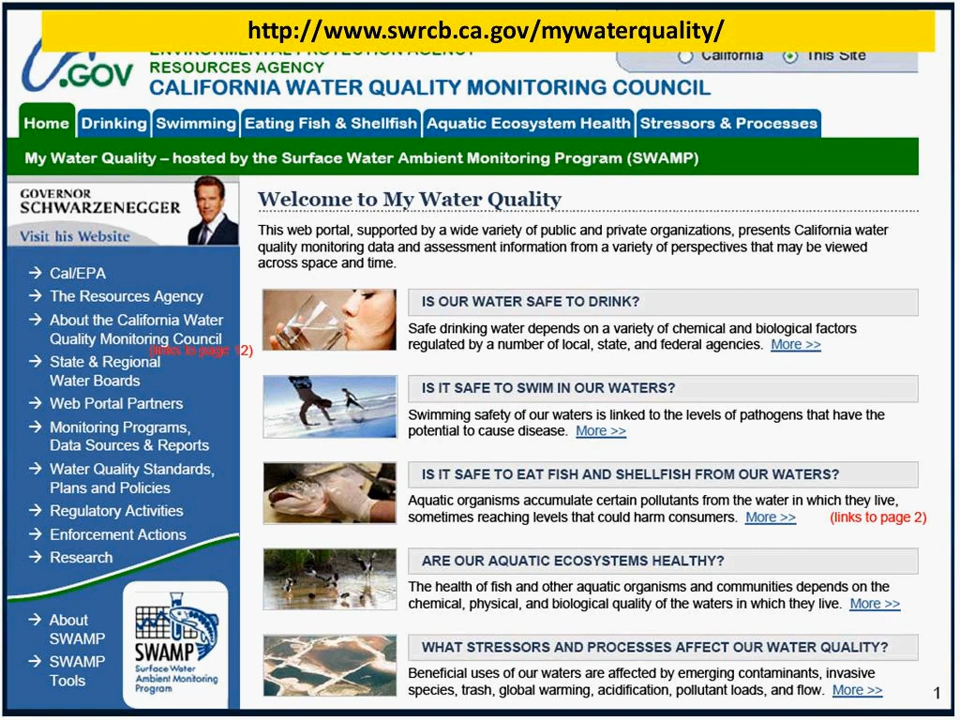 http://www.swrcb.ca.gov/mywaterquality/
.GOV
ENVIRONMENTAL PROTECTION AGENCY
RESOURCES AGENCY
CALIFORNIA WATER QUALITY MONITORING COUNCIL
California This Site
Home Drinking Swimming Eating Fish & Shellfish Aquatic Ecosystem Health Stressors & Processes
My Water Quality – hosted by the Surface Water Ambient Monitoring Program (SWAMP)
GOVERNOR
SCHWARZENEGGER
Visit his Website
→ Cal/EPA
→ The Resources Agency
→ About the California Water
Quality Monitoring Council
(links to page 12)
→ State & Regional
Water Boards
→ Web Portal Partners
→ Monitoring Programs,
Data Sources & Reports
→ Water Quality Standards,
Plans and Policies
→ Regulatory Activities
→ Enforcement Actions
→ Research
→ About
SWAMP
→ SWAMP
Tools
SWAMP
Surface Water
Ambient Monitoring
Program
Welcome to My Water Quality
This web portal, supported by a wide variety of public and private organizations, presents California water
quality monitoring data and assessment information from a variety of perspectives that may be viewed
across space and time.
IS OUR WATER SAFE TO DRINK?
Safe drinking water depends on a variety of chemical and biological factors
regulated by a number of local, state, and federal agencies. More >>
IS IT SAFE TO SWIM IN OUR WATERS?
Swimming safety of our waters is linked to the levels of pathogens that have the
potential to cause disease. More >>
IS IT SAFE TO EAT FISH AND SHELLFISH FROM OUR WATERS?
Aquatic organisms accumulate certain pollutants from the water in which they live,
sometimes reaching levels that could harm consumers. More >> (links to page 2)
ARE OUR AQUATIC ECOSYSTEMS HEALTHY?
The health of fish and other aquatic organisms and communities depends on the
chemical, physical, and biological quality of the waters in which they live. More >>
WHAT STRESSORS AND PROCESSES AFFECT OUR WATER QUALITY?
Beneficial uses of our waters are affected by emerging contaminants, invasive
species, trash, global warming, acidification, pollutant loads, and flow. More >>
1